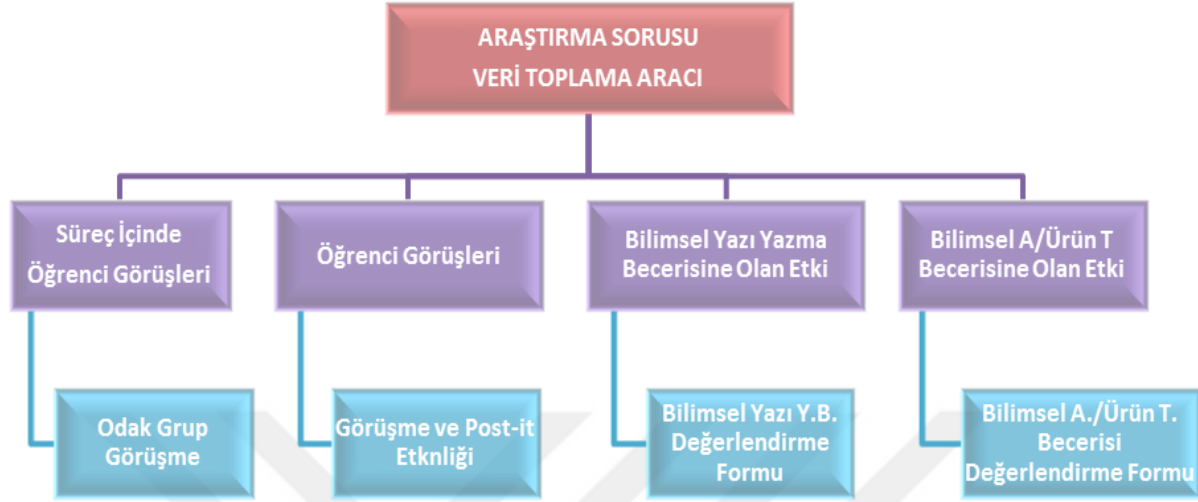 ARAŞTIRMA SORUSU
VERİ TOPLAMA ARACI
Süreç İçinde
Öğrenci Görüşleri
Öğrenci Görüşleri
Bilimsel Yazı Yazma
Becerisine Olan Etki
Bilimsel A/Ürün T
Becerisine Olan Etki
Odak Grup
Görüşme
Görüşme ve Post-it
Etknliği
Bilimsel Yazı Y.B.
Değerlendirme
Formu
Bilimsel A./Ürün T.
Becerisi
Değerlendirme Formu